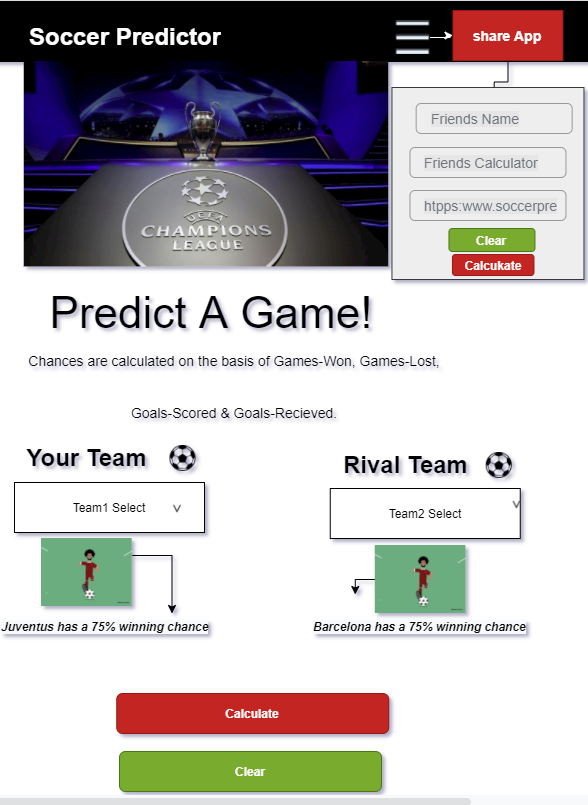 Soccer Predictor
share App
Friends Name
Friends Calculator
htpps:www.soccerpre
Clear
Calcukate
UEFA
CHAMPIONS
LEAGUE
Predict A Game!
Chances are calculated on the basis of Games-Won, Games-Lost,
Goals-Scored & Goals-Recieved.
Your Team
Rival Team
Team1 Select
Team2 Select
Juventus has a 75% winning chance
Barcelona has a 75% winning chance
Calculate
Clear